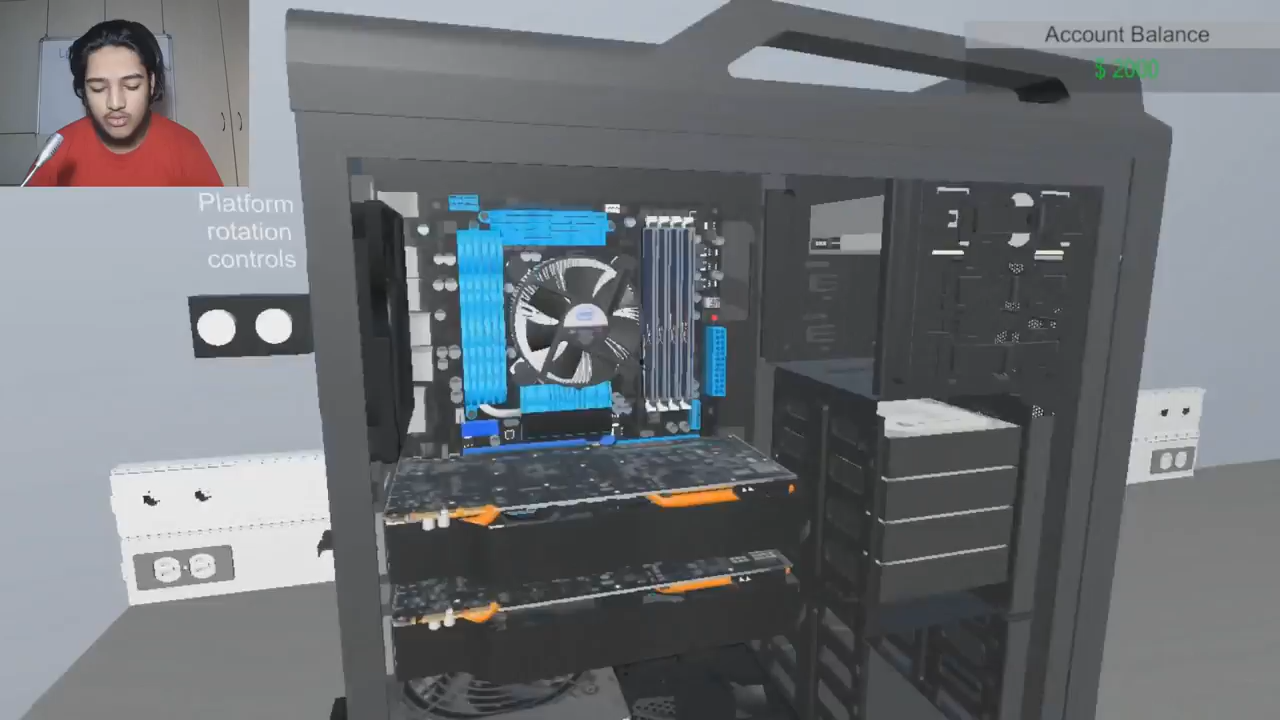 Account Balance
$ 2000
Platform
rotation
controls